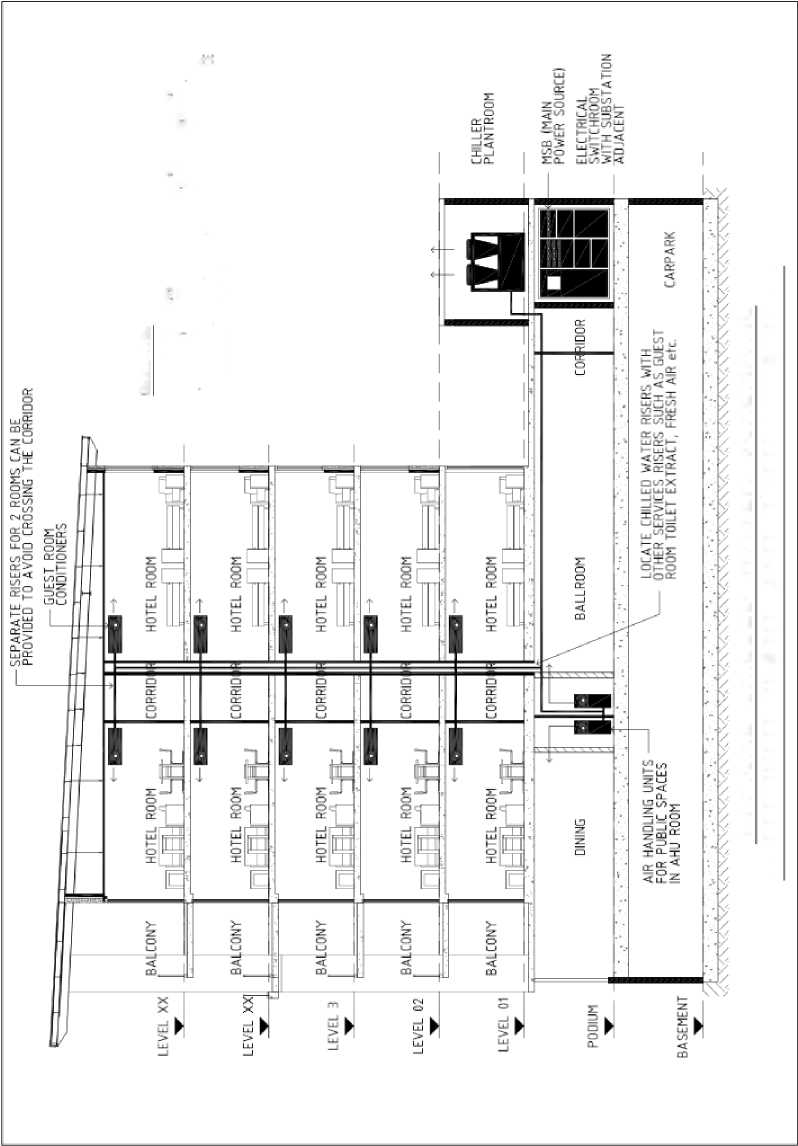 SEPARATE RISERS FOR 2 ROOMS CAN BE
PROVIDED TO AVOID CROSSING THE CORRIDOR
GUEST ROOM
CONDITIONERS
CHILLER
PLANTROOM
MSB (MAIN
POWER SOURCE)
ELECTRICAL
SWITCHROOM
WITH SUBSTATION
ADJACENT
LEVEL XX
BALCONY
HOTEL ROOM
CORRIDOR
HOTEL ROOM
LEVEL XX
BALCONY
HOTEL ROOM
CORRIDOR
HOTEL ROOM
LEVEL 3
BALCONY
HOTEL ROOM
CORRIDOR
HOTEL ROOM
LEVEL 02
BALCONY
HOTEL ROOM
CORRIDOR
HOTEL ROOM
LEVEL 01
BALCONY
HOTEL ROOM
CORRIDOR
HOTEL ROOM
PODIUM
DINING
BALLROOM
CORRIDOR
AIR HANDLING UNITS
FOR PUBLIC SPACES
IN AHU ROOM
LOCATE CHILLED WATER RISERS WITH
OTHER SERVICES RISERS SUCH AS GUEST
ROOM TOILET EXTRACT, FRESH AIR etc.
BASEMENT
CARPARK